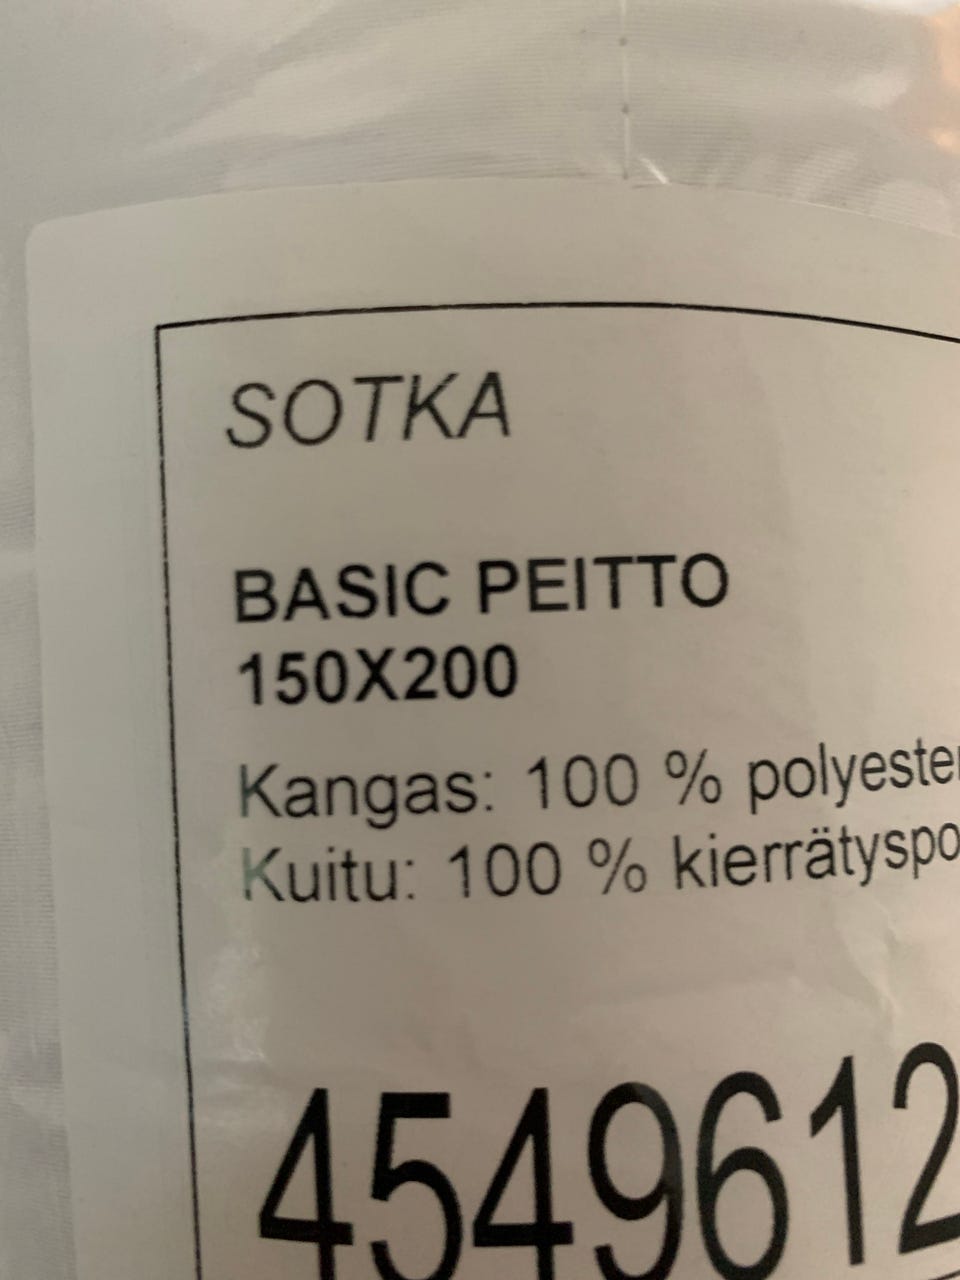 SOTKA
BASIC PEITTO
150X200
Kangas: 100 % polyester
Kuitu: 100 % kierrätyspo
4549612